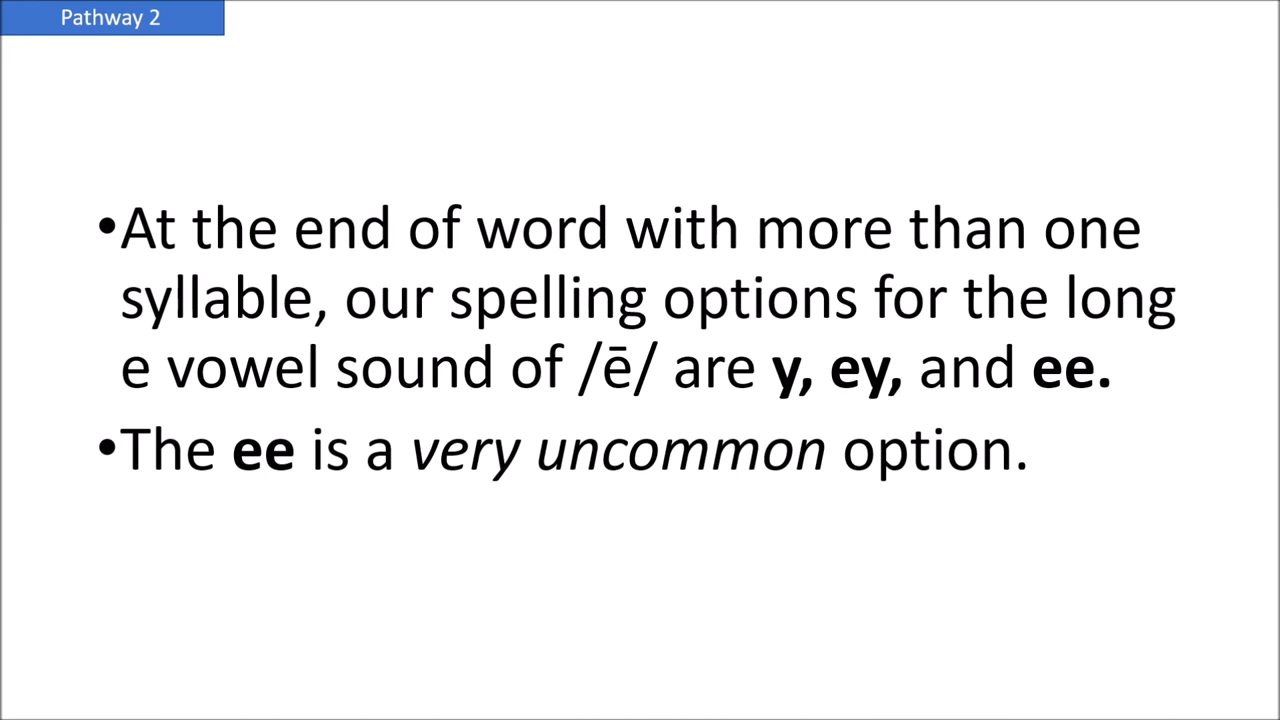 Pathway 2
•At the end of word with more than one
syllable, our spelling options for the long
e vowel sound of /ē/ are y, ey, and ee.
•The ee is a very uncommon option.